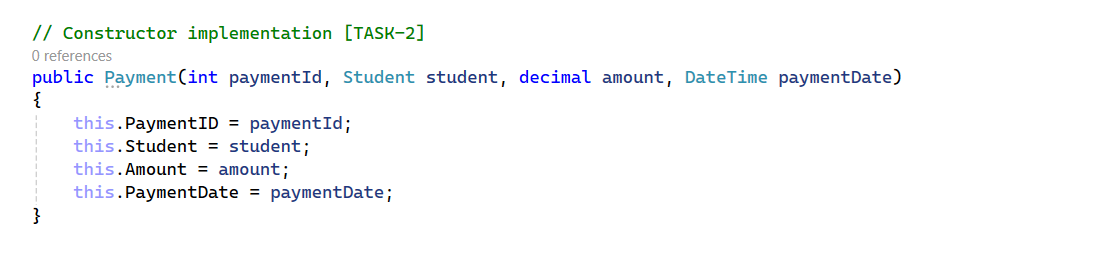 // Constructor implementation [TASK-2]
0 references
public Payment(int paymentId, Student student, decimal amount, DateTime paymentDate)
{
    this.PaymentID = paymentId;
    this.Student = student;
    this.Amount = amount;
    this.PaymentDate = paymentDate;
}